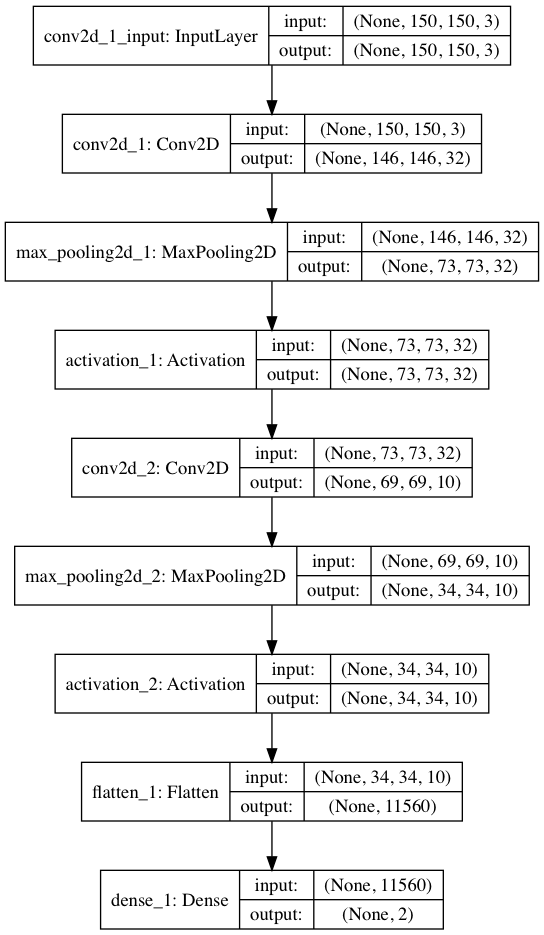 conv2d_1_input: InputLayer
input:
(None, 150, 150, 3)
output:
(None, 150, 150, 3)
conv2d_1: Conv2D
input:
(None, 150, 150, 3)
output:
(None, 146, 146, 32)
max_pooling2d_1: MaxPooling2D
input:
(None, 146, 146, 32)
output:
(None, 73, 73, 32)
activation_1: Activation
input:
(None, 73, 73, 32)
output:
(None, 73, 73, 32)
conv2d_2: Conv2D
input:
(None, 73, 73, 32)
output:
(None, 69, 69, 10)
max_pooling2d_2: MaxPooling2D
input:
(None, 69, 69, 10)
output:
(None, 34, 34, 10)
activation_2: Activation
input:
(None, 34, 34, 10)
output:
(None, 34, 34, 10)
flatten_1: Flatten
input:
(None, 34, 34, 10)
output:
(None, 11560)
dense_1: Dense
input:
(None, 11560)
output:
(None, 2)